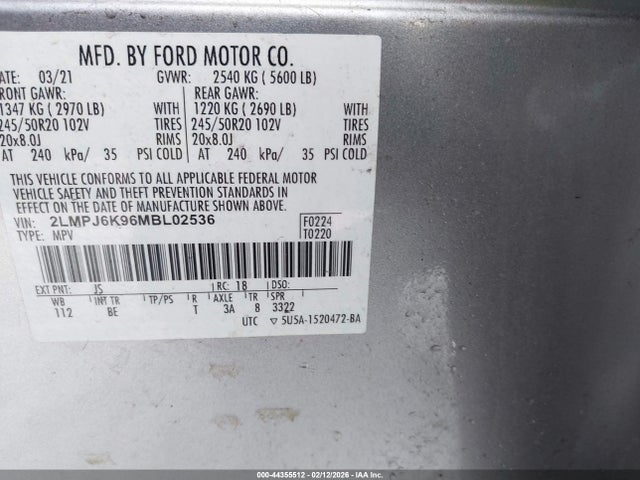 MFD. BY FORD MOTOR CO.
DATE: 03/21 GVWR: 2540 KG ( 5600 LB)
FRONT GAWR: REAR GAWR:
1347 KG ( 2970 LB) WITH 1220 KG ( 2690 LB) WITH
245/50R20 102V TIRES 245/50R20 102V TIRES
20x8.0J RIMS 20x8.0J RIMS
AT 240 kPa/ 35 PSI COLD AT 240 kPa/ 35 PSI COLD
THIS VEHICLE CONFORMS TO ALL APPLICABLE FEDERAL MOTOR
VEHICLE SAFETY AND THEFT PREVENTION STANDARDS IN
EFFECT ON THE DATE OF MANUFACTURE SHOWN ABOVE.
VIN: 2LMPJ6K96MBL02536 F0224
TYPE: MPV T0220
EXT PNT: JS RC: 18 DSO:
WB INT TR TP/PS R AXLE TR SPR
112 BE T 3A 8 3322
UTC 5U5A-1520472-BA
000-44355512 - 02/12/2026 - IAAI.com